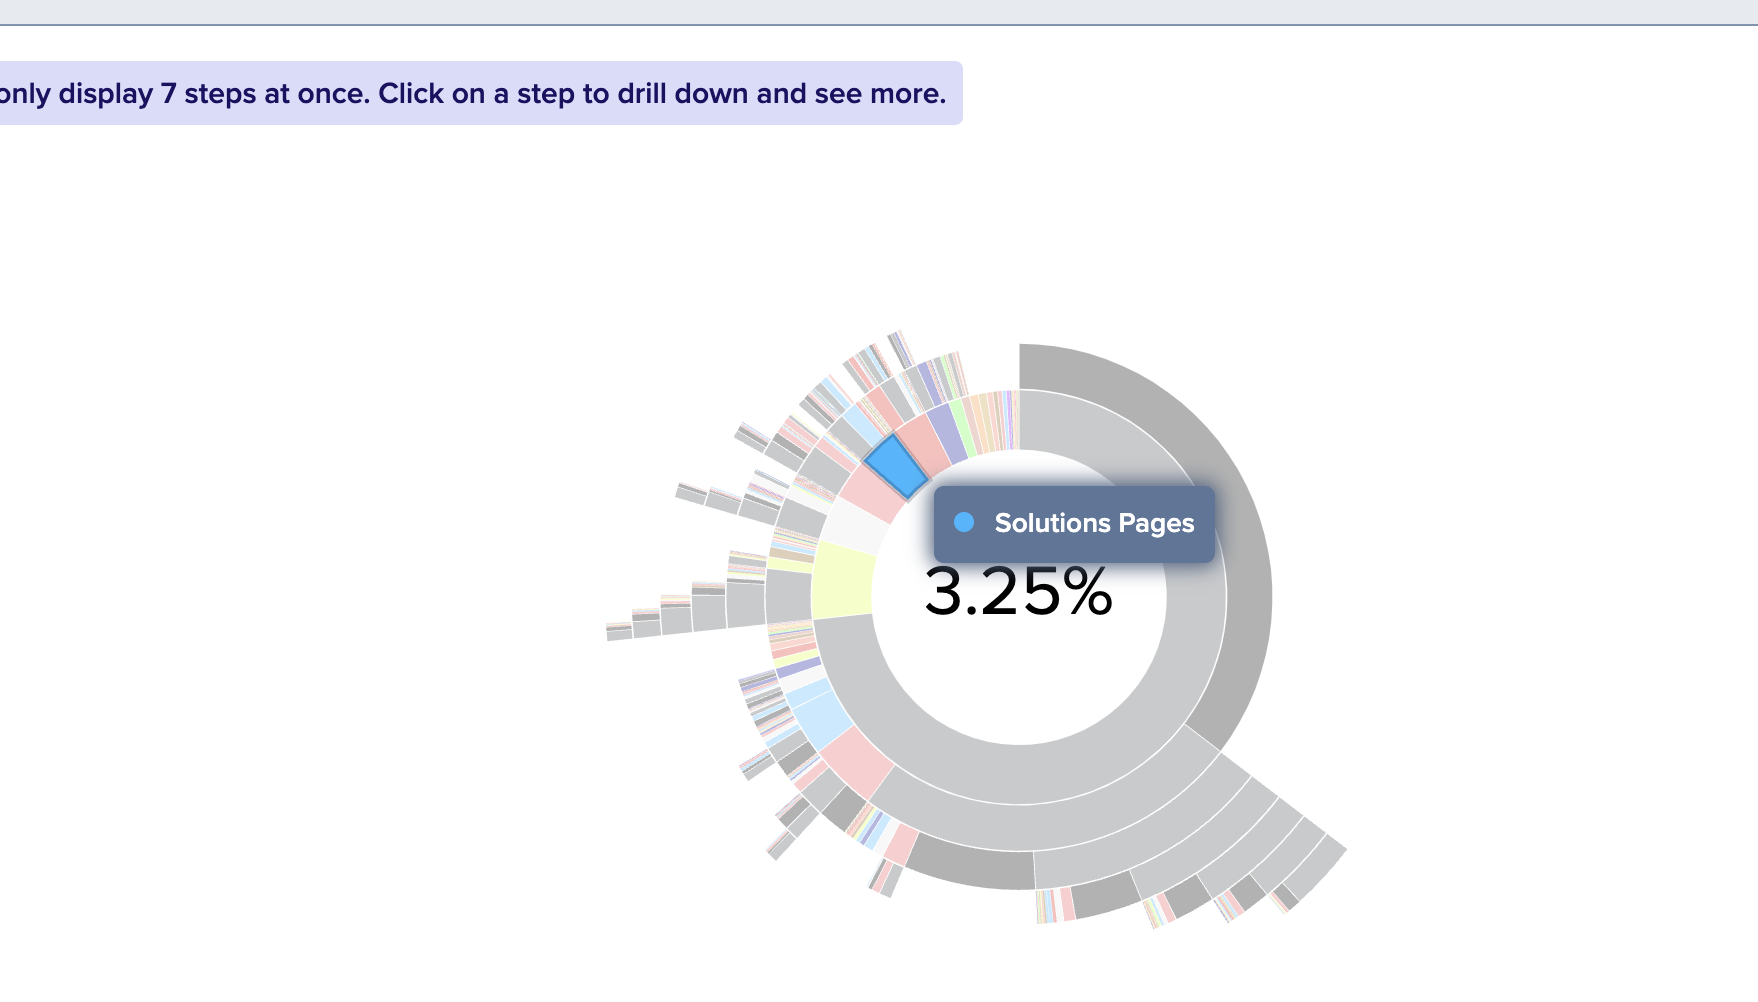 only display 7 steps at once. Click on a step to drill down and see more.
Solutions Pages
3.25%